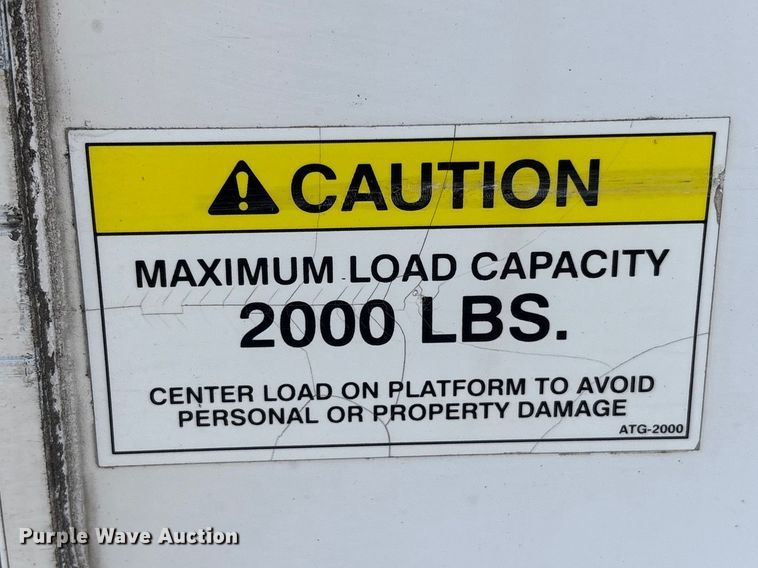 CAUTION
MAXIMUM LOAD CAPACITY
2000 LBS.
CENTER LOAD ON PLATFORM TO AVOID
PERSONAL OR PROPERTY DAMAGE
ATG-2000
Purple Wave Auction